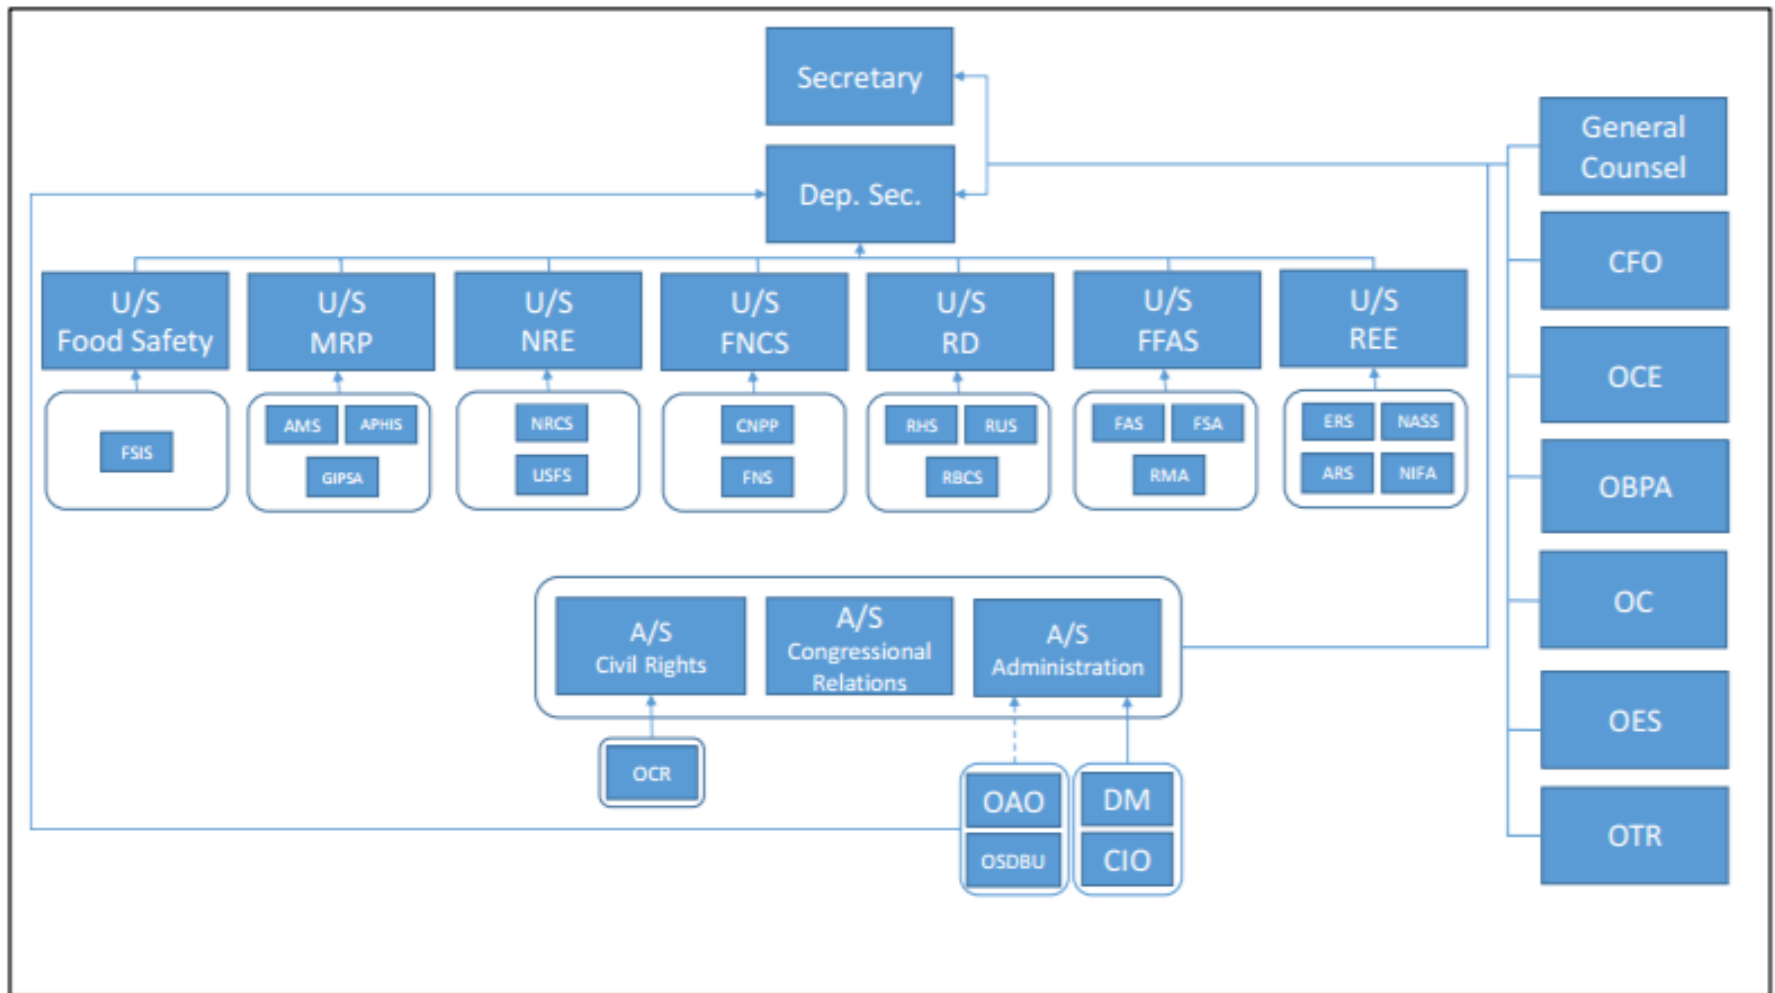 Secretary
General
Counsel
Dep. Sec.
CFO
U/S
Food Safety
U/S
MRP
U/S
NRE
U/S
FNCS
U/S
RD
U/S
FFAS
U/S
REE
OCE
FSIS
AMS
APHIS
GIPSA
NRCS
USFS
CNPP
FNS
RHS
RUS
RBCS
FAS
FSA
RMA
ERS
NASS
ARS
NIFA
OBPA
OC
A/S
Civil Rights
A/S
Congressional
Relations
A/S
Administration
OES
OCR
OAO
OSDBU
DM
CIO
OTR